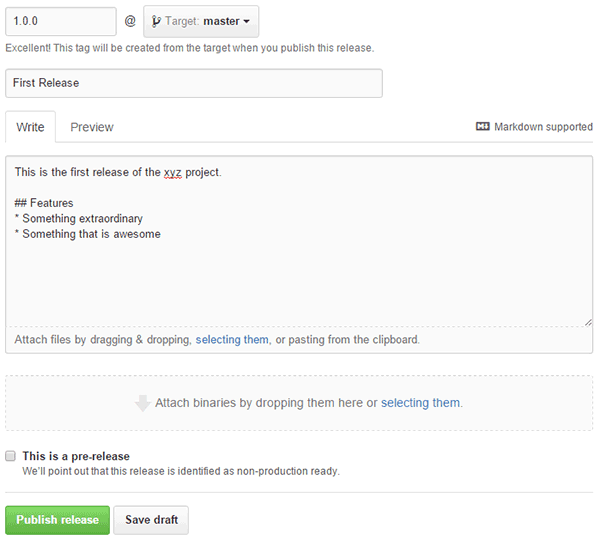 1.0.0 @ Target: master
Excellent! This tag will be created from the target when you publish this release.
First Release
Write Preview Markdown supported
This is the first release of the xyz project.
## Features
* Something extraordinary
* Something that is awesome
Attach files by dragging & dropping, selecting them, or pasting from the clipboard.
Attach binaries by dropping them here or selecting them.
This is a pre-release
We'll point out that this release is identified as non-production ready.
Publish release Save draft